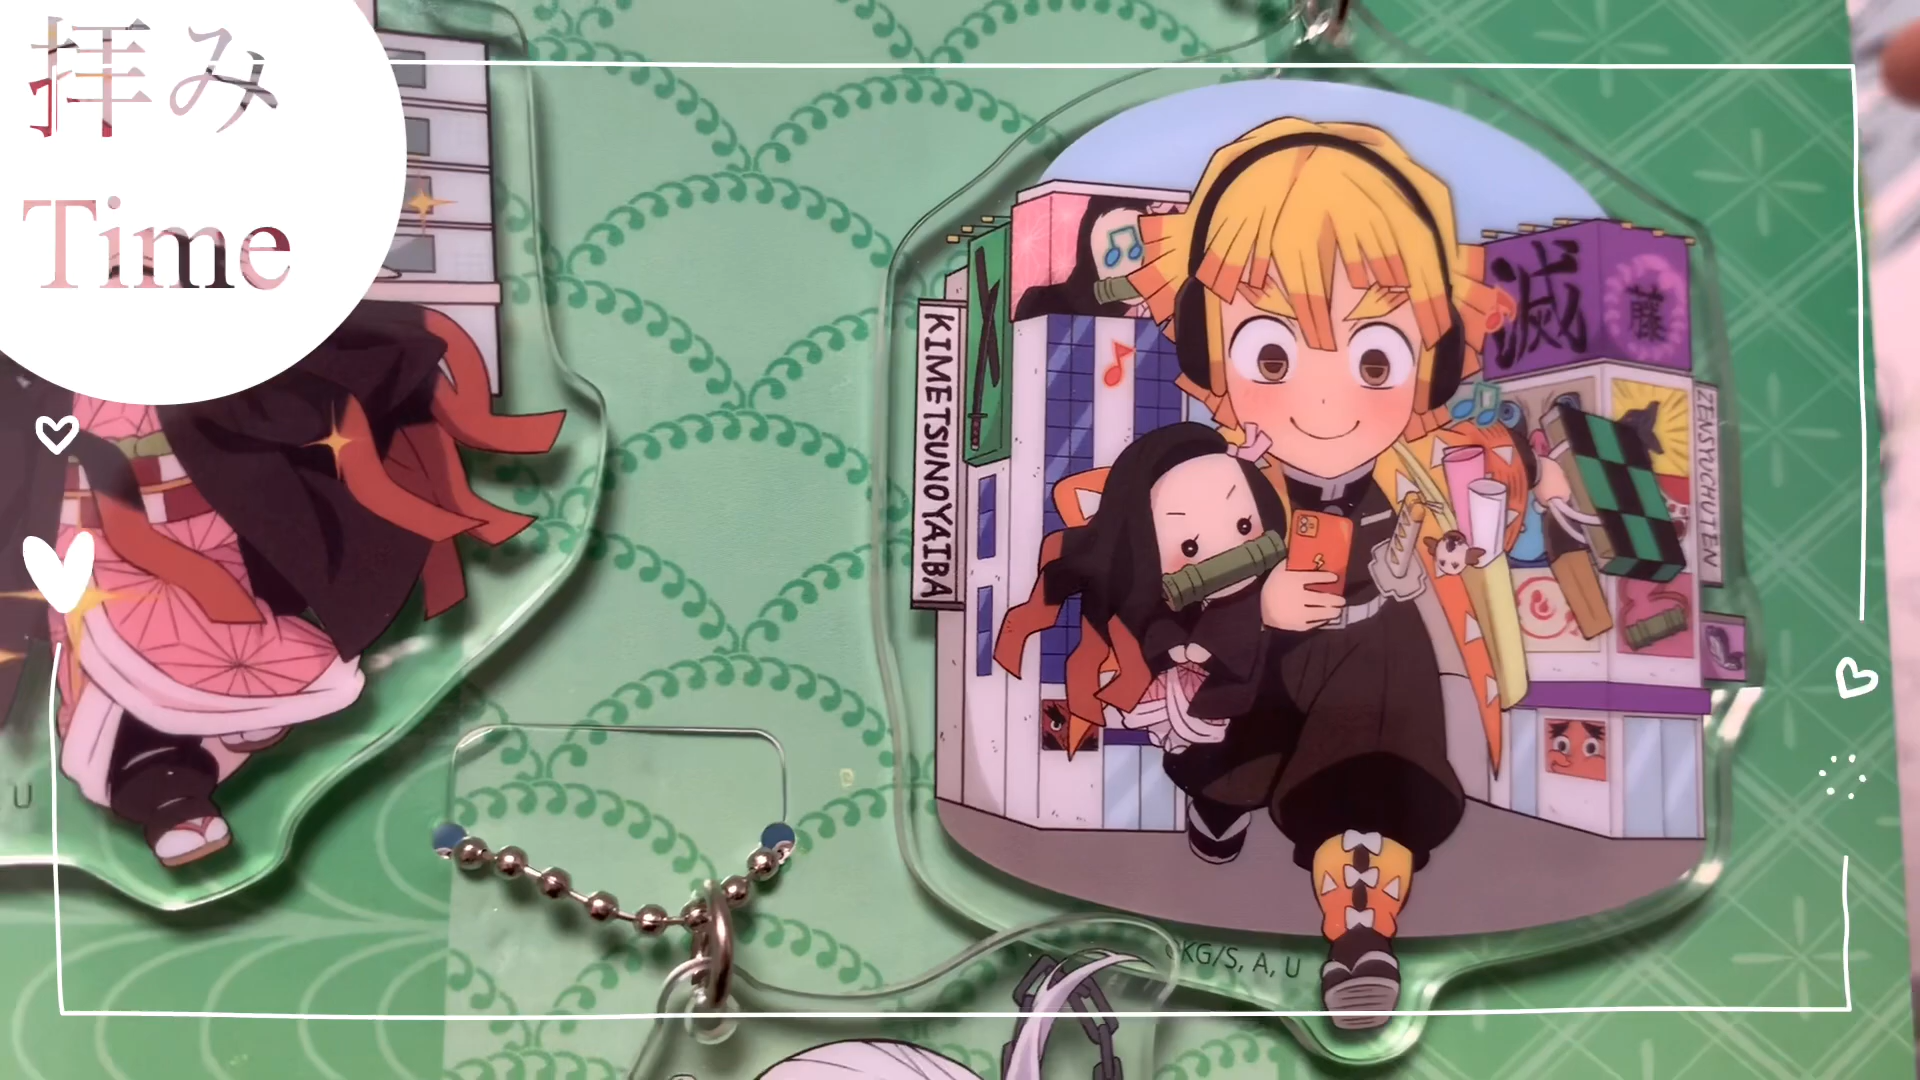 拝み
Time
KIMETSUNOYAIBA
滅
藤
ZENSYUCHUTEN
U
©KG/S, A, U